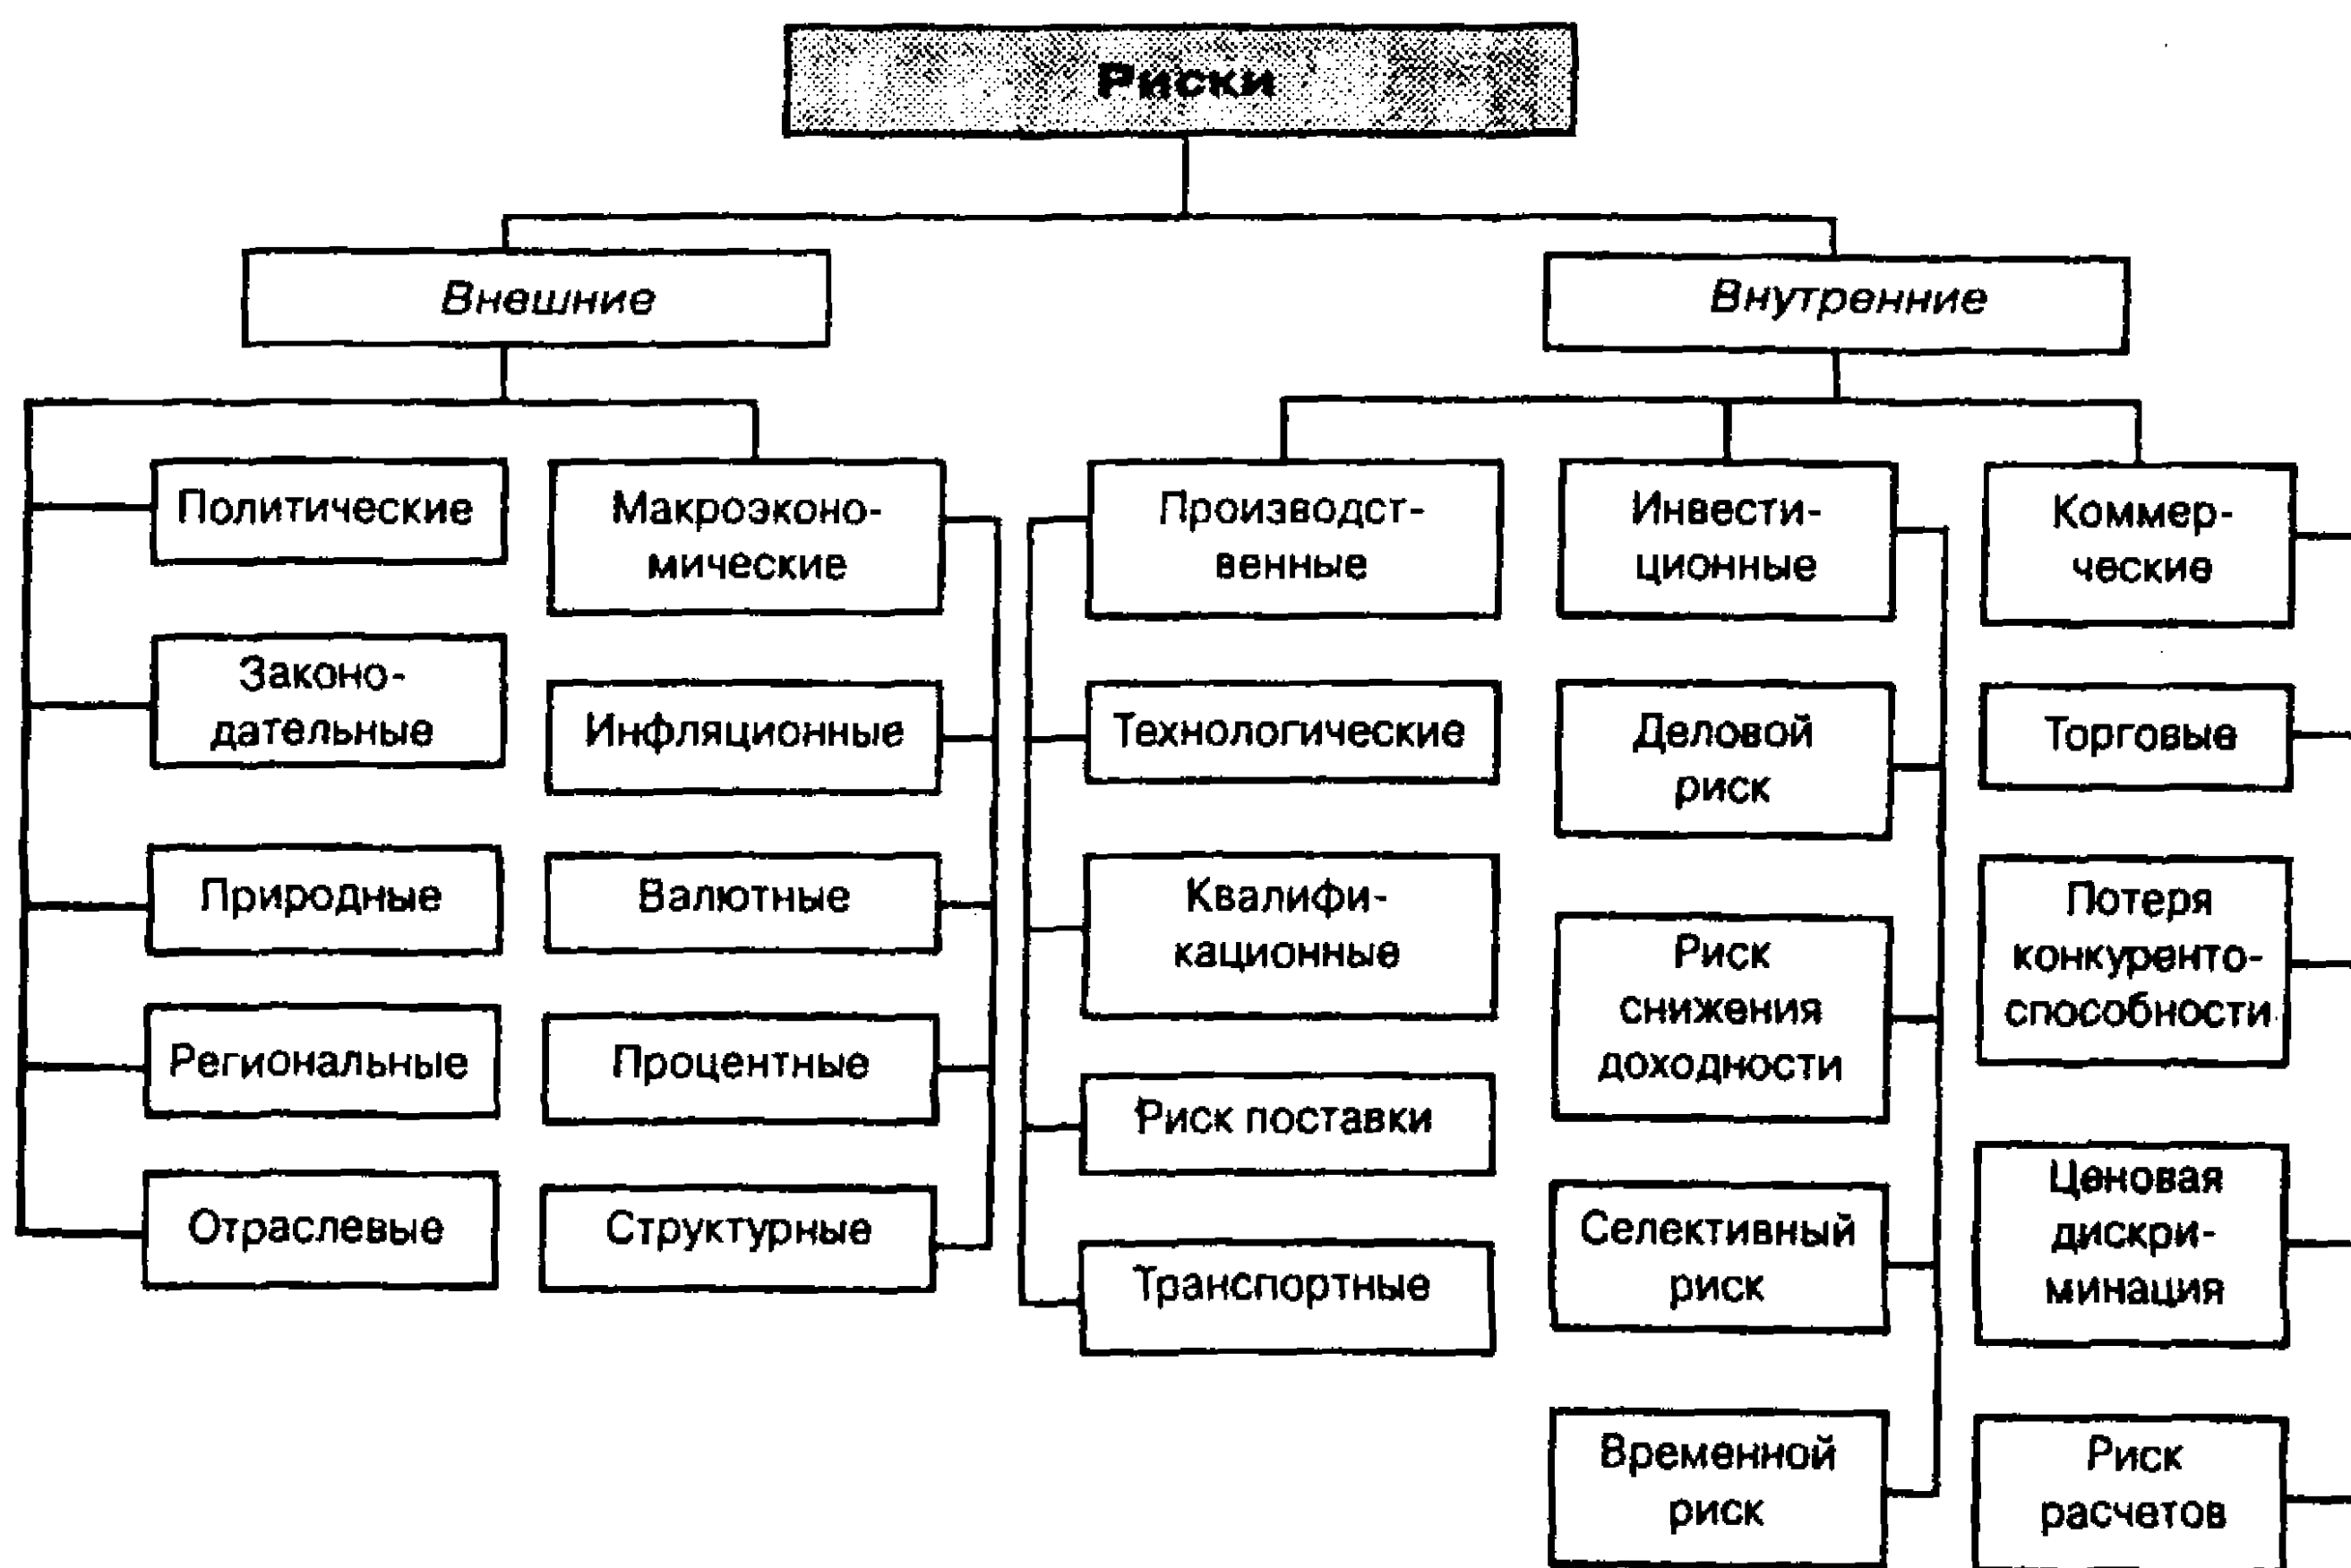 Риски
Внешние
Внутренние
Политические
Законо-
дательные
Природные
Региональные
Отраслевые
Макроэконо-
мические
Инфляционные
Валютные
Процентные
Структурные
Производст-
венные
Технологические
Квалифи-
кационные
Риск поставки
Транспортные
Инвести-
ционные
Деловой
риск
Риск
снижения
доходности
Селективный
риск
Временной
риск
Коммер-
ческие
Торговые
Потеря
конкуренто-
способности
Ценовая
дискри-
минация
Риск
расчетов